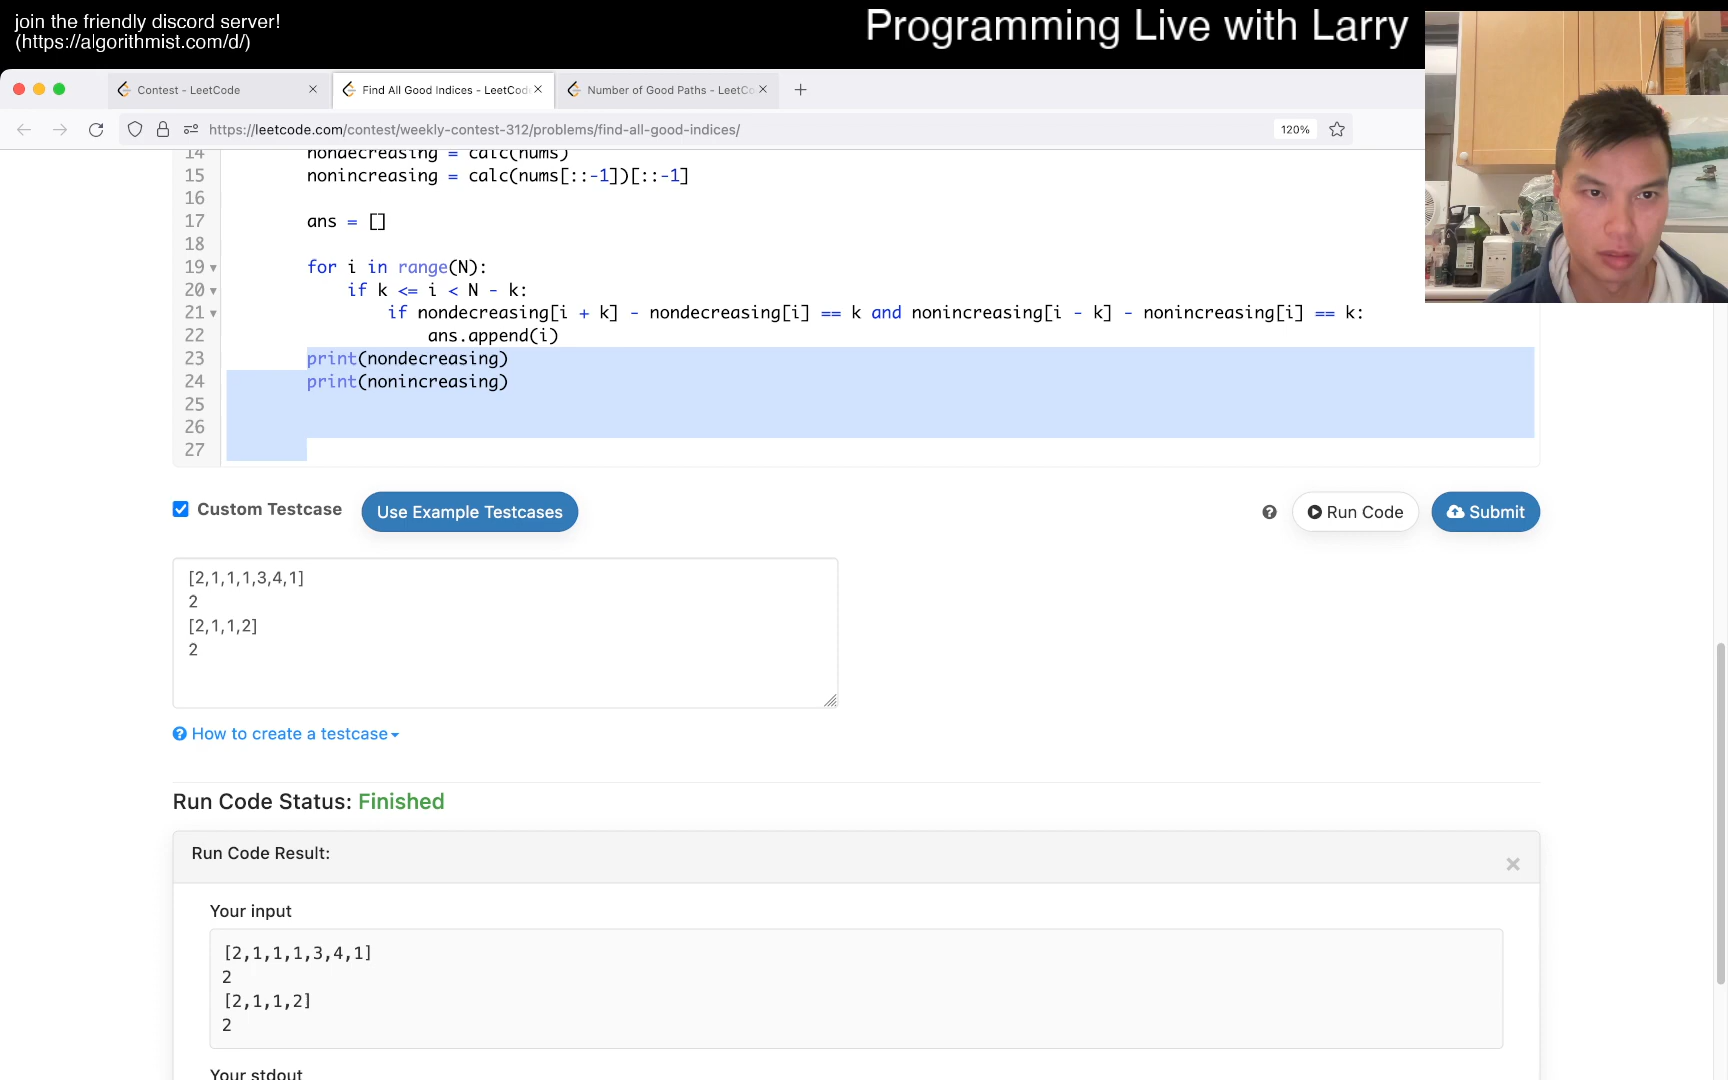 join the friendly discord server!
(https://algorithmist.com/d/)
Programming Live with Larry
Contest - LeetCode
Find All Good Indices - LeetCod
Number of Good Paths - LeetCo
https://leetcode.com/contest/weekly-contest-312/problems/find-all-good-indices/
120%
14 nondecreasing = calc(nums)
15 nonincreasing = calc(nums[::-1])[::-1]
16
17 ans = []
18
19 for i in range(N):
20 if k <= i < N - k:
21 if nondecreasing[i + k] - nondecreasing[i] == k and nonincreasing[i - k] - nonincreasing[i] == k:
22 ans.append(i)
23 print(nondecreasing)
24 print(nonincreasing)
25
26
27
Custom Testcase
Use Example Testcases
Run Code
Submit
[2,1,1,1,3,4,1]
2
[2,1,1,2]
2
How to create a testcase
Run Code Status: Finished
Run Code Result:
Your input
[2,1,1,1,3,4,1]
2
[2,1,1,2]
2
Your stdout